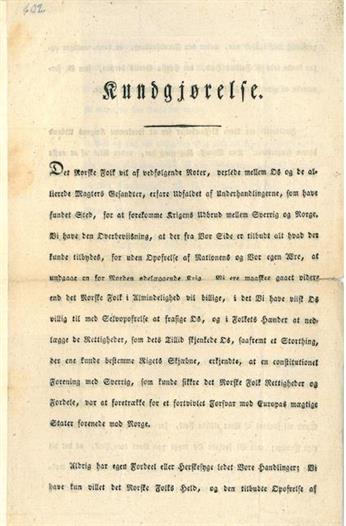 602
Kundgjørelse.
Det Norske Folk vil af vedføiende Noter, vexlede mellem Os og de al-
lierede Magters Gesandter, erfare Udfaldet af Underhandlingerne, som have
fundet Sted, for at forekomme Krigens Udbrud mellem Sverrig og Norge.
Vi have den Overbeviisning, at der fra Vor Side er tilbudt alt hvad der
kunde tilbydes, for uden Opofrelse af Nationens og Vor egen Ære, at
undgaae en for Norden ødelæggende Krig. Vi ere maaskee gaaet videre
end det Norske Folk i Almindelighed vil billige, i det Vi have viist Os
villig til med Selvopofrelse at frasige Os, og i Folkets Hænder at ned-
lægge de Rettigheder, som dets Tillid skjenkede Os, saafremt et Storthing,
der ene kunde bestemme Rigets Skjæbne, erkjendte, at en constitutionel
Forening med Sverrig, som kunde sikkre det Norske Folk Rettigheder og
Fordele, var at foretrække for et fortvivlet Forsvar mod Europas mægtige
Stater forenede mod Norge.
Aldrig har egen Fordeel eller Herskesyge ledet Vore Handlinger; Vi
have kun villet det Norske Folks Held, og den tilbudte Opofrelse af